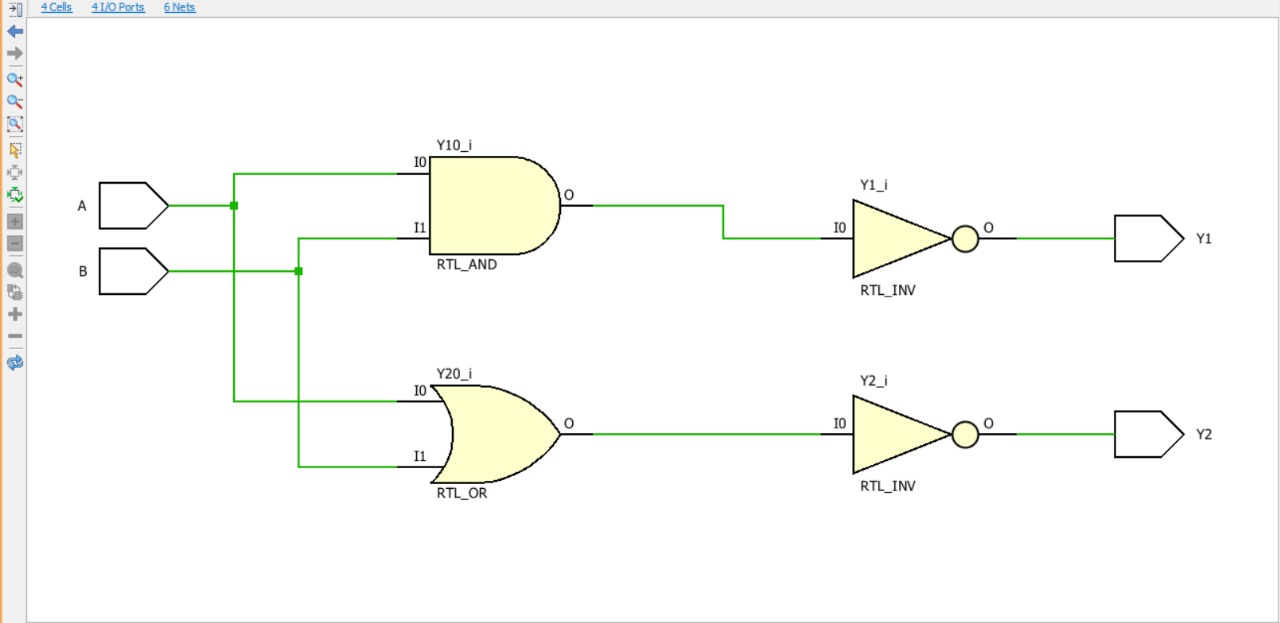 4 Cells 4 I/O Ports 6 Nets
Y10_i
I0
A
O
I1
B
RTL_AND
Y1_i
I0
O
Y1
RTL_INV
Y20_i
I0
O
I1
RTL_OR
Y2_i
I0
O
Y2
RTL_INV